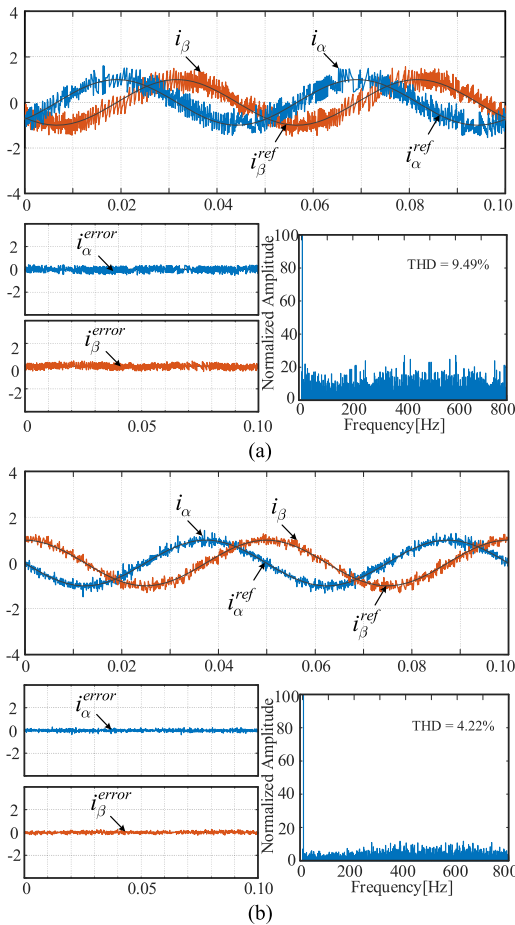 4
i_β
i_α
2
0
-2
i_β^ref
i_α^ref
-4
0 0.02 0.04 0.06 0.08 0.10
2
i_α^error
0
-2
2
i_β^error
0
-2
0 0.05 0.10
Normalized Amplitude
100
80
60
40
20
0
THD = 9.49%
0 200 400 600 800
Frequency[Hz]
(a)
4
i_α
i_β
2
0
-2
i_α^ref
i_β^ref
-4
0 0.02 0.04 0.06 0.08 0.10
2
i_α^error
0
-2
2
i_β^error
0
-2
0 0.05 0.10
Normalized Amplitude
100
80
60
40
20
0
THD = 4.22%
0 200 400 600 800
Frequency[Hz]
(b)